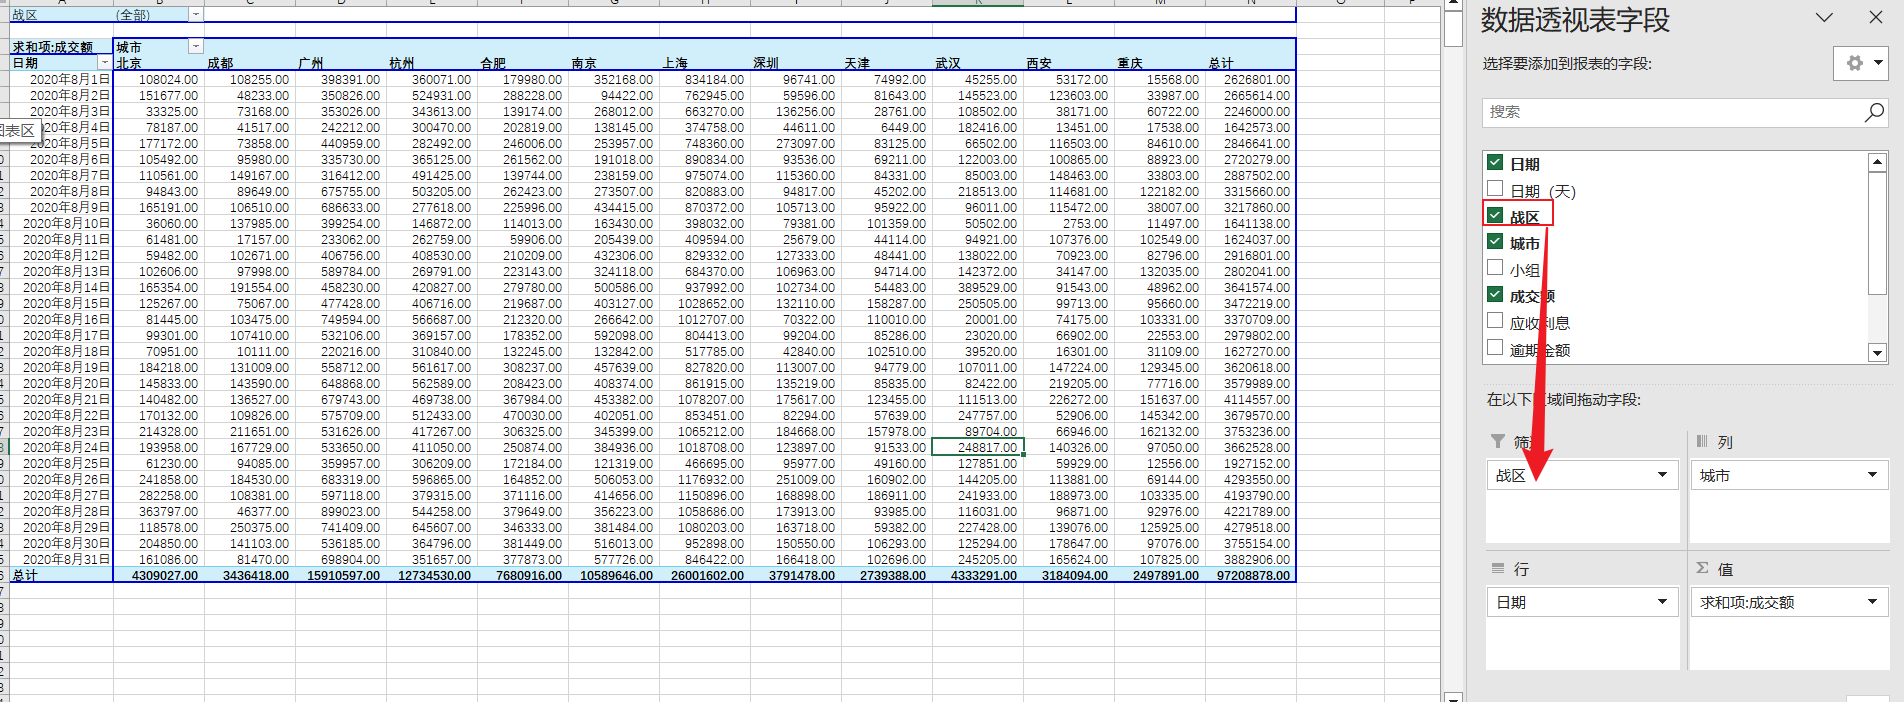 战区 (全部)
求和项:成交额 城市
日期 北京 成都 广州 杭州 合肥 南京 上海 深圳 天津 武汉 西安 重庆 总计
2020年8月1日 108024.00 108255.00 398391.00 360071.00 179980.00 352168.00 834184.00 96741.00 74992.00 45255.00 53172.00 15568.00 2626801.00
2020年8月2日 151677.00 48233.00 350826.00 524931.00 288228.00 94422.00 762945.00 59596.00 81643.00 145523.00 123603.00 33987.00 2665614.00
2020年8月3日 33325.00 73168.00 353026.00 343613.00 139174.00 268012.00 663270.00 136256.00 28761.00 108502.00 38171.00 60722.00 2246000.00
20年8月4日 78187.00 41517.00 242212.00 300470.00 202819.00 138145.00 374758.00 44611.00 6449.00 182416.00 13451.00 17538.00 1642573.00
图表区
2020年8月5日 177172.00 73858.00 440959.00 282492.00 246006.00 253957.00 748360.00 273097.00 83125.00 66502.00 116503.00 84610.00 2846641.00
2020年8月6日 105492.00 95980.00 335730.00 365125.00 261562.00 191018.00 890834.00 93536.00 69211.00 122003.00 100865.00 88923.00 2720279.00
2020年8月7日 110561.00 149167.00 316412.00 491425.00 139744.00 238159.00 975074.00 115360.00 84331.00 85003.00 148463.00 33803.00 2887502.00
2020年8月8日 94843.00 89649.00 675755.00 503205.00 262423.00 273507.00 820883.00 94817.00 45202.00 218513.00 114681.00 122182.00 3315660.00
2020年8月9日 165191.00 106510.00 686633.00 277618.00 225996.00 434415.00 870372.00 105713.00 95922.00 96011.00 115472.00 38007.00 3217860.00
2020年8月10日 36060.00 137985.00 399254.00 146872.00 114013.00 163430.00 398032.00 79381.00 101359.00 50502.00 2753.00 11497.00 1641138.00
2020年8月11日 61481.00 17157.00 233062.00 262759.00 59906.00 205439.00 409594.00 25679.00 44114.00 94921.00 107376.00 102549.00 1624037.00
2020年8月12日 59482.00 102671.00 406756.00 408530.00 210209.00 432306.00 829332.00 127333.00 48441.00 138022.00 70923.00 82796.00 2916801.00
2020年8月13日 102606.00 97998.00 589784.00 269791.00 223143.00 324118.00 684370.00 106963.00 94714.00 142372.00 34147.00 132035.00 2802041.00
2020年8月14日 165354.00 191554.00 458230.00 420827.00 279780.00 500586.00 937992.00 102734.00 54483.00 389529.00 91543.00 48962.00 3641574.00
2020年8月15日 125267.00 75067.00 477428.00 406716.00 219687.00 403127.00 1028652.00 132110.00 158287.00 250505.00 99713.00 95660.00 3472219.00
2020年8月16日 81445.00 103475.00 749594.00 566687.00 212320.00 266642.00 1012707.00 70322.00 110010.00 20001.00 74175.00 103331.00 3370709.00
2020年8月17日 99301.00 107410.00 532106.00 369157.00 178352.00 592098.00 804413.00 99204.00 85286.00 23020.00 66902.00 22553.00 2979802.00
2020年8月18日 70951.00 10111.00 220216.00 310840.00 132245.00 132842.00 517785.00 42840.00 102510.00 39520.00 16301.00 31109.00 1627270.00
2020年8月19日 184218.00 131009.00 558712.00 561617.00 308237.00 457639.00 827820.00 113007.00 94779.00 107011.00 147224.00 129345.00 3620618.00
2020年8月20日 145833.00 143590.00 648868.00 562589.00 208423.00 408374.00 861915.00 135219.00 85835.00 82422.00 219205.00 77716.00 3579989.00
2020年8月21日 140482.00 136527.00 679743.00 469738.00 367984.00 453382.00 1078207.00 175617.00 123455.00 111513.00 226272.00 151637.00 4114557.00
2020年8月22日 170132.00 109826.00 575709.00 512433.00 470030.00 402051.00 853451.00 82294.00 57639.00 247757.00 52906.00 145342.00 3679570.00
2020年8月23日 214328.00 211651.00 531626.00 417267.00 306325.00 345399.00 1065212.00 184668.00 157978.00 89704.00 66946.00 162132.00 3753236.00
2020年8月24日 193958.00 167729.00 533650.00 411050.00 250874.00 384936.00 1018708.00 123897.00 91533.00 248817.00 140326.00 97050.00 3662528.00
2020年8月25日 61230.00 94085.00 359957.00 306209.00 172184.00 121319.00 466695.00 95977.00 49160.00 127851.00 59929.00 12556.00 1927152.00
2020年8月26日 241858.00 184530.00 683319.00 596865.00 164852.00 506053.00 1176932.00 251009.00 160902.00 144205.00 113881.00 69144.00 4293550.00
2020年8月27日 282258.00 108381.00 597118.00 379315.00 371116.00 414656.00 1150896.00 168898.00 186911.00 241933.00 188973.00 103335.00 4193790.00
2020年8月28日 363797.00 46377.00 899023.00 544258.00 379649.00 356223.00 1058686.00 173913.00 93985.00 116031.00 96871.00 92976.00 4221789.00
2020年8月29日 118578.00 250375.00 741409.00 645607.00 346333.00 381484.00 1080203.00 163718.00 59382.00 227428.00 139076.00 125925.00 4279518.00
2020年8月30日 204850.00 141103.00 536185.00 364796.00 381449.00 516013.00 952898.00 150550.00 106293.00 125294.00 178647.00 97076.00 3755154.00
2020年8月31日 161086.00 81470.00 698904.00 351657.00 377873.00 577726.00 846422.00 166418.00 102696.00 245205.00 165624.00 107825.00 3882906.00
总计 4309027.00 3436418.00 15910597.00 12734530.00 7680916.00 10589646.00 26001602.00 3791478.00 2739388.00 4333291.00 3184094.00 2497891.00 97208878.00
数据透视表字段
选择要添加到报表的字段:
搜索
日期
日期（天）
战区
城市
小组
成交额
应收利息
逾期金额
在以下区域间拖动字段:
筛
战区
列
城市
行
日期
值
求和项:成交额